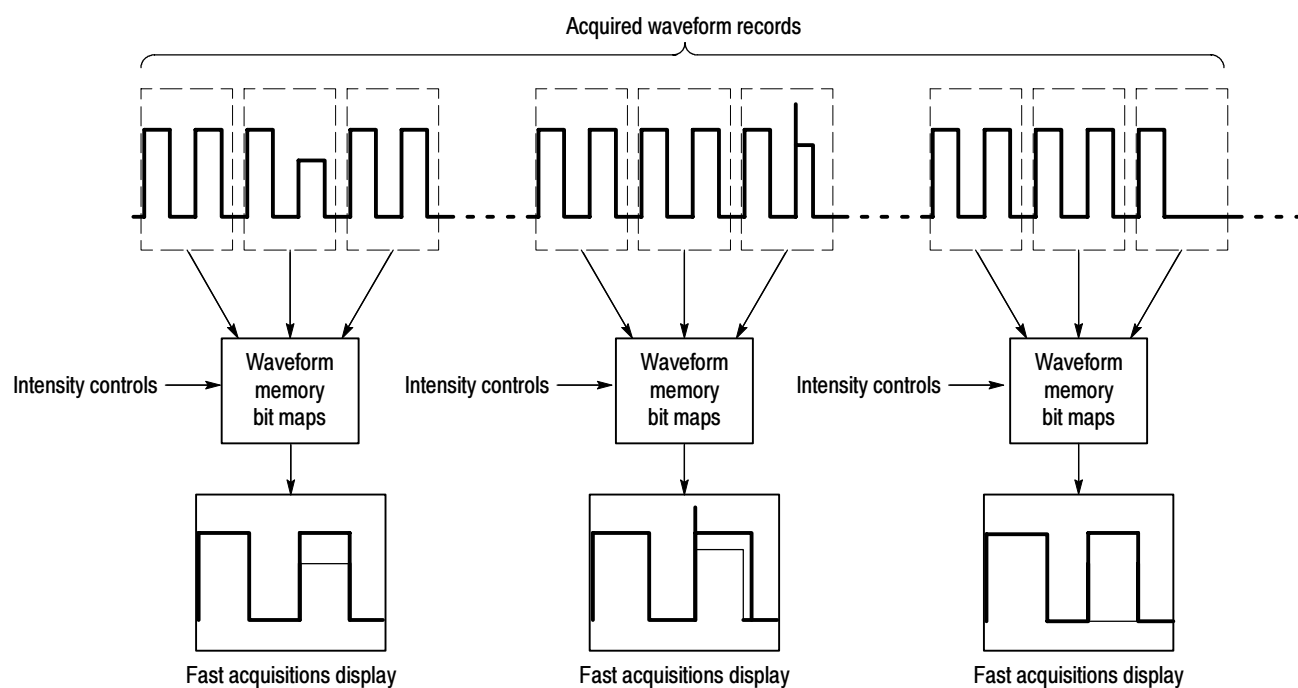 Acquired waveform records
Intensity controls
Waveform
memory
bit maps
Intensity controls
Waveform
memory
bit maps
Intensity controls
Waveform
memory
bit maps
Fast acquisitions display
Fast acquisitions display
Fast acquisitions display